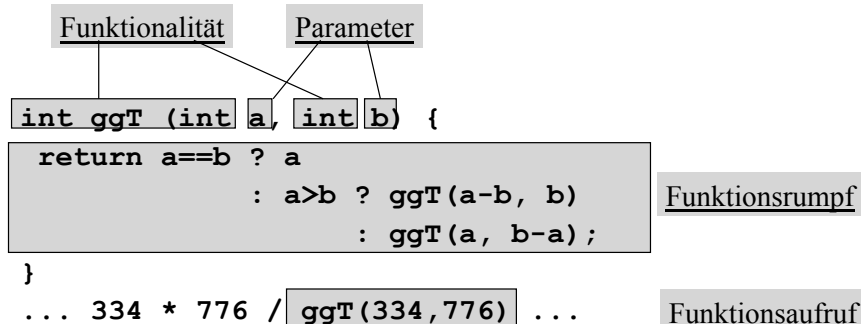 Funktionalität Parameter
int ggT (int a, int b) {
return a==b ? a
: a>b ? ggT(a-b, b)
Funktionsrumpf
: ggT(a, b-a);
}
... 334 * 776 / ggT(334,776) ... Funktionsaufruf